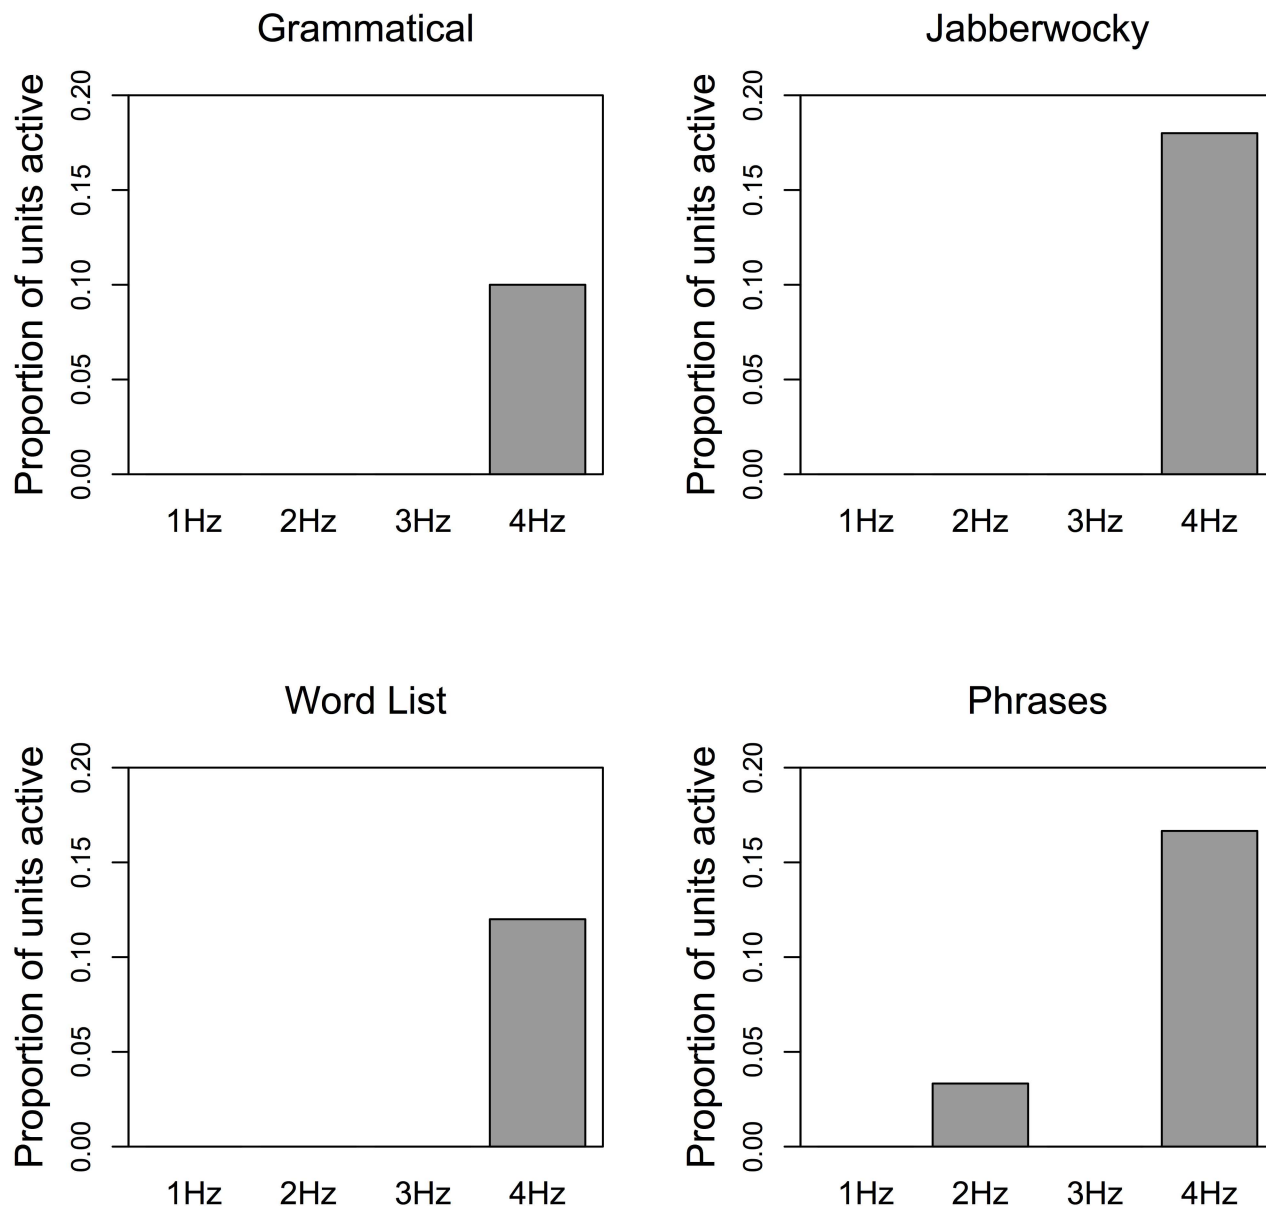 Grammatical
Proportion of units active
0.20
0.15
0.10
0.05
0.00
1Hz 2Hz 3Hz 4Hz
Jabberwocky
Proportion of units active
0.20
0.15
0.10
0.05
0.00
1Hz 2Hz 3Hz 4Hz
Word List
Proportion of units active
0.20
0.15
0.10
0.05
0.00
1Hz 2Hz 3Hz 4Hz
Phrases
Proportion of units active
0.20
0.15
0.10
0.05
0.00
1Hz 2Hz 3Hz 4Hz